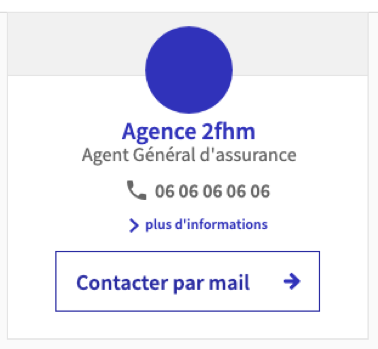 Agence 2fhm
Agent Général d'assurance
06 06 06 06 06
plus d'informations
Contacter par mail